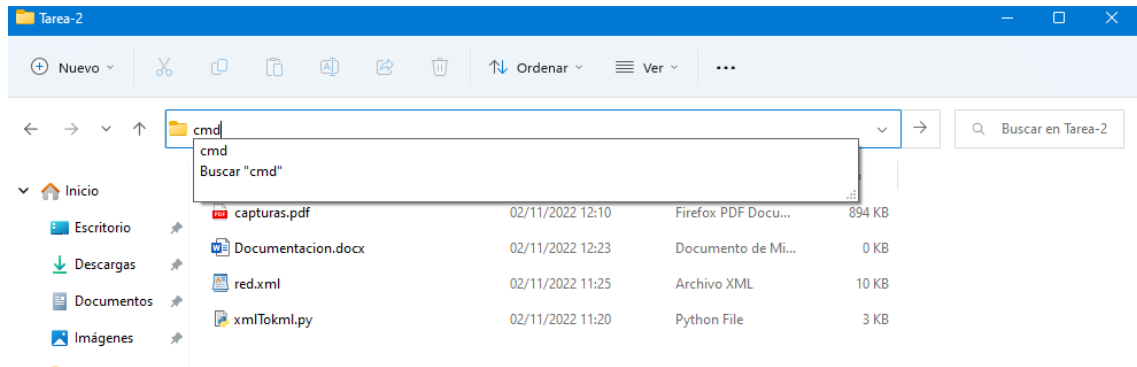 Tarea-2
Nuevo Ordenar Ver
cmd Buscar en Tarea-2
cmd
Buscar "cmd"
Inicio
Escritorio
Descargas
Documentos
Imágenes
capturas.pdf 02/11/2022 12:10 Firefox PDF Docu... 894 KB
Documentacion.docx 02/11/2022 12:23 Documento de Mi... 0 KB
red.xml 02/11/2022 11:25 Archivo XML 10 KB
xmlTokml.py 02/11/2022 11:20 Python File 3 KB